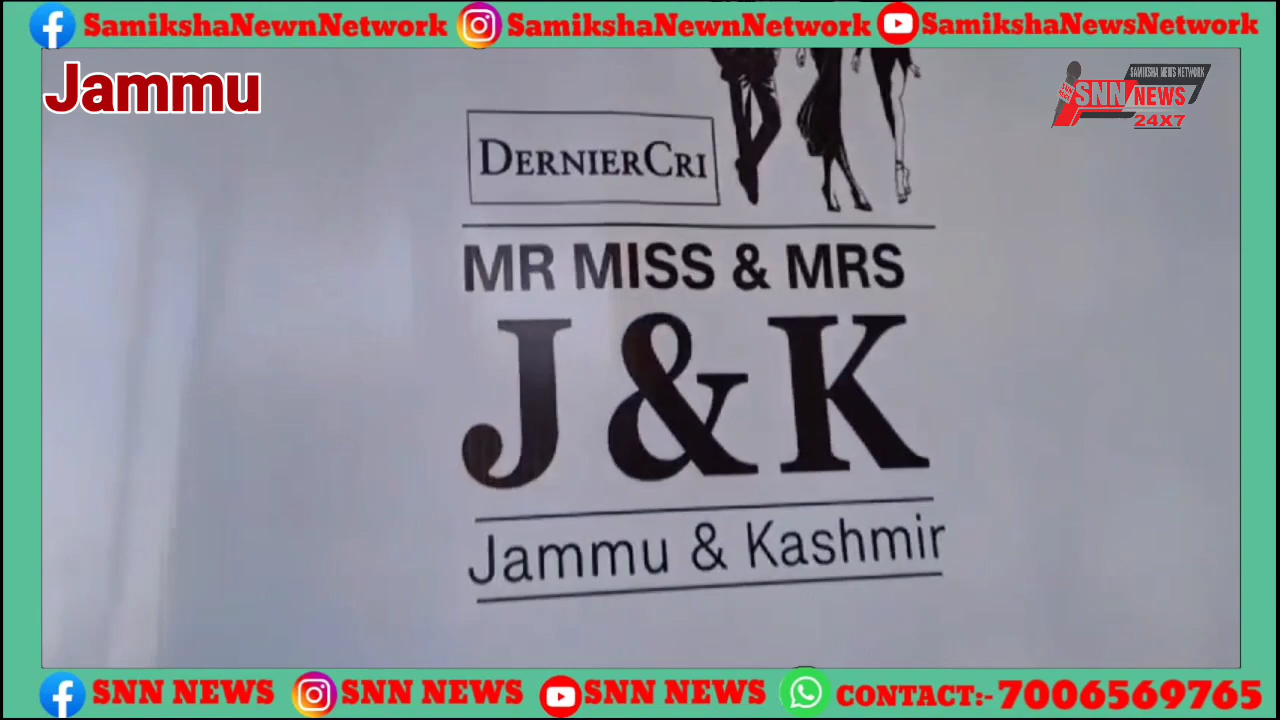 SamikshaNewnNetwork SamikshaNewnNetwork SamikshaNewsNetwork
Jammu
SAMIKSHA NEWS NETWORK
SNN NEWS
24X7
DERNIERCRI
MR MISS & MRS
J&K
Jammu & Kashmir
SNN NEWS SNN NEWS SNN NEWS CONTACT:- 7006569765